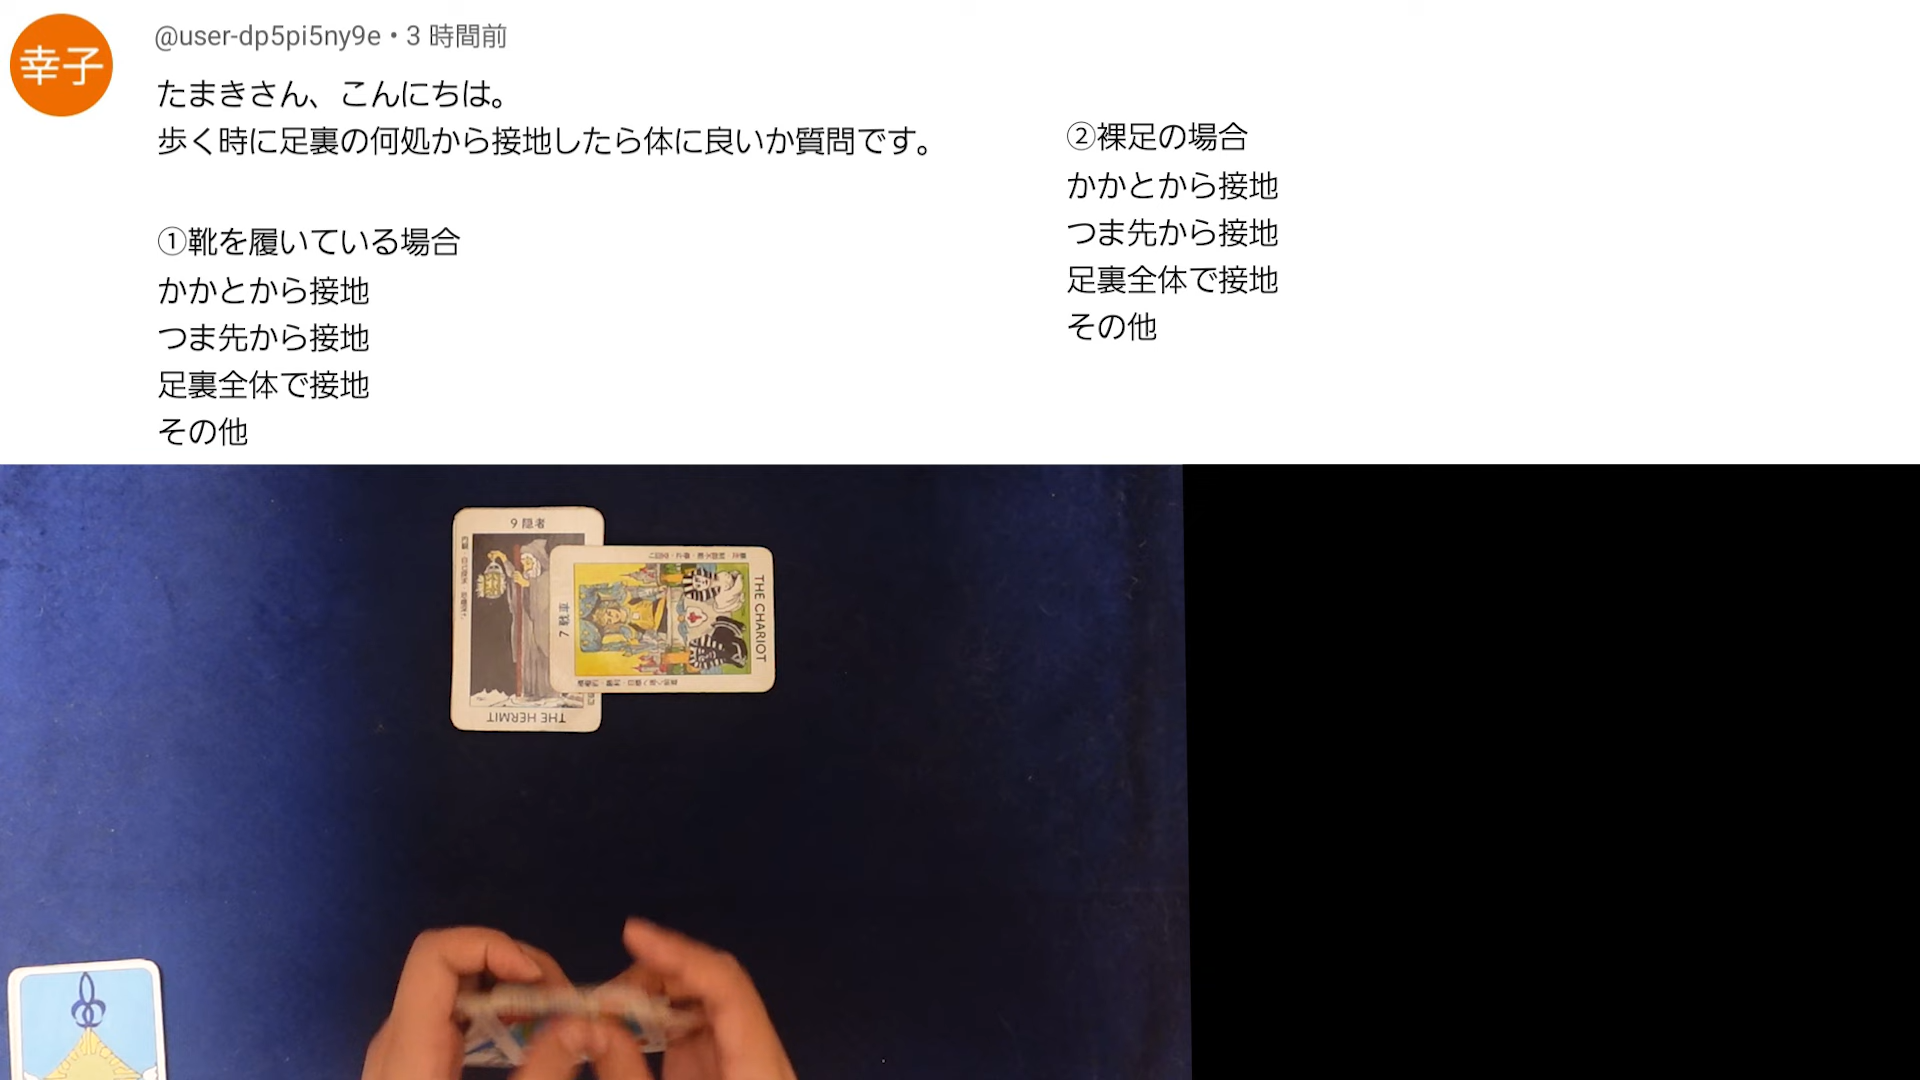 幸子
@user-dp5pi5ny9e • 3 時間前
たまきさん、こんにちは。
歩く時に足裏の何処から接地したら体に良いか質問です。
①靴を履いている場合
かかとから接地
つま先から接地
足裏全体で接地
その他
②裸足の場合
かかとから接地
つま先から接地
足裏全体で接地
その他
9 隠者
THE HERMIT
7 戦車
THE CHARIOT